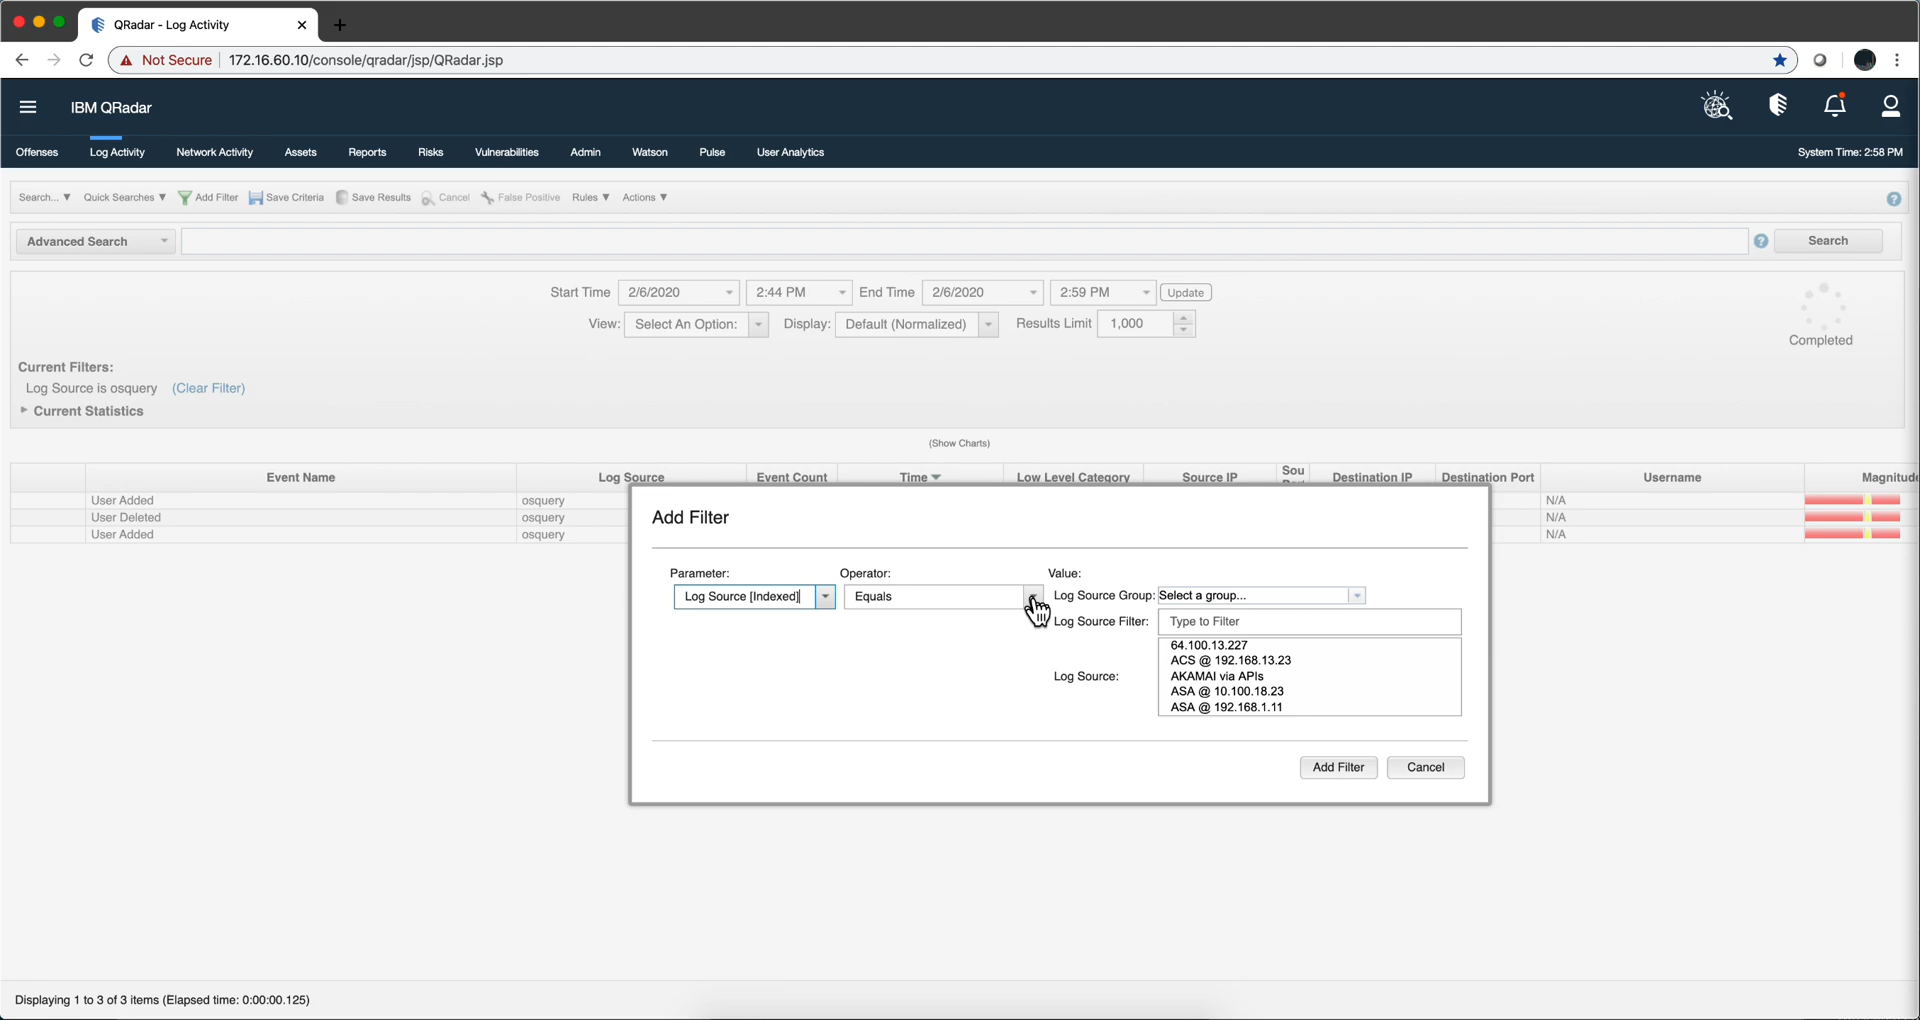 QRadar - Log Activity
Not Secure 172.16.60.10/console/qradar/jsp/QRadar.jsp
IBM QRadar
Offenses Log Activity Network Activity Assets Reports Risks Vulnerabilities Admin Watson Pulse User Analytics System Time: 2:58 PM
Search... Quick Searches Add Filter Save Criteria Save Results Cancel False Positive Rules Actions
Advanced Search Search
Start Time 2/6/2020 2:44 PM End Time 2/6/2020 2:59 PM Update
View: Select An Option: Display: Default (Normalized) Results Limit 1,000
Completed
Current Filters:
Log Source is osquery (Clear Filter)
Current Statistics
(Show Charts)
Event Name Log Source Event Count Time Low Level Category Source IP Sou Destination IP Destination Port Username Magnitude
User Added osquery N/A
User Deleted osquery N/A
User Added osquery N/A
Add Filter
Parameter: Operator: Value:
Log Source [Indexed] Equals Log Source Group: Select a group...
Log Source Filter: Type to Filter
64.100.13.227
ACS @ 192.168.13.23
Log Source: AKAMAI via APIs
ASA @ 10.100.18.23
ASA @ 192.168.1.11
Add Filter Cancel
Displaying 1 to 3 of 3 items (Elapsed time: 0:00:00.125)